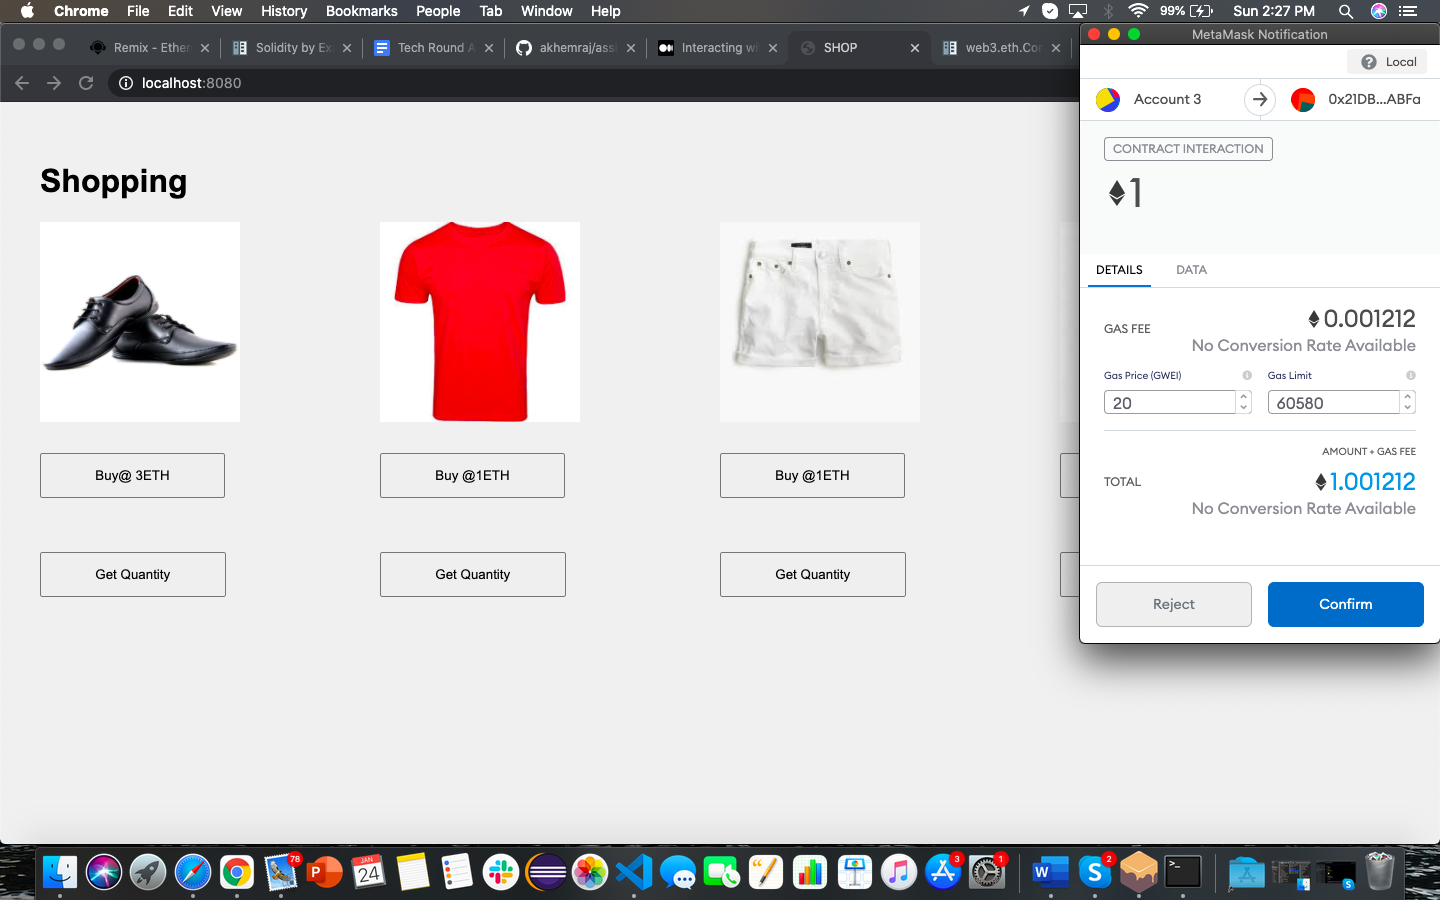 Chrome File Edit View History Bookmarks People Tab Window Help 99% Sun 2:27 PM
Remix - Ether
Solidity by Ex
Tech Round A
akhemraj/ass
Interacting wi
SHOP
web3.eth.Con
localhost:8080
MetaMask Notification
Local
Account 3
0x21DB...ABFa
CONTRACT INTERACTION
1
DETAILS DATA
GAS FEE
0.001212
No Conversion Rate Available
Gas Price (GWEI) Gas Limit
20 60580
AMOUNT + GAS FEE
TOTAL
1.001212
No Conversion Rate Available
Reject Confirm
Shopping
Buy@ 3ETH Buy @1ETH Buy @1ETH
Get Quantity Get Quantity Get Quantity
78
P
JAN
24
3
1
W
S
2
>_
S